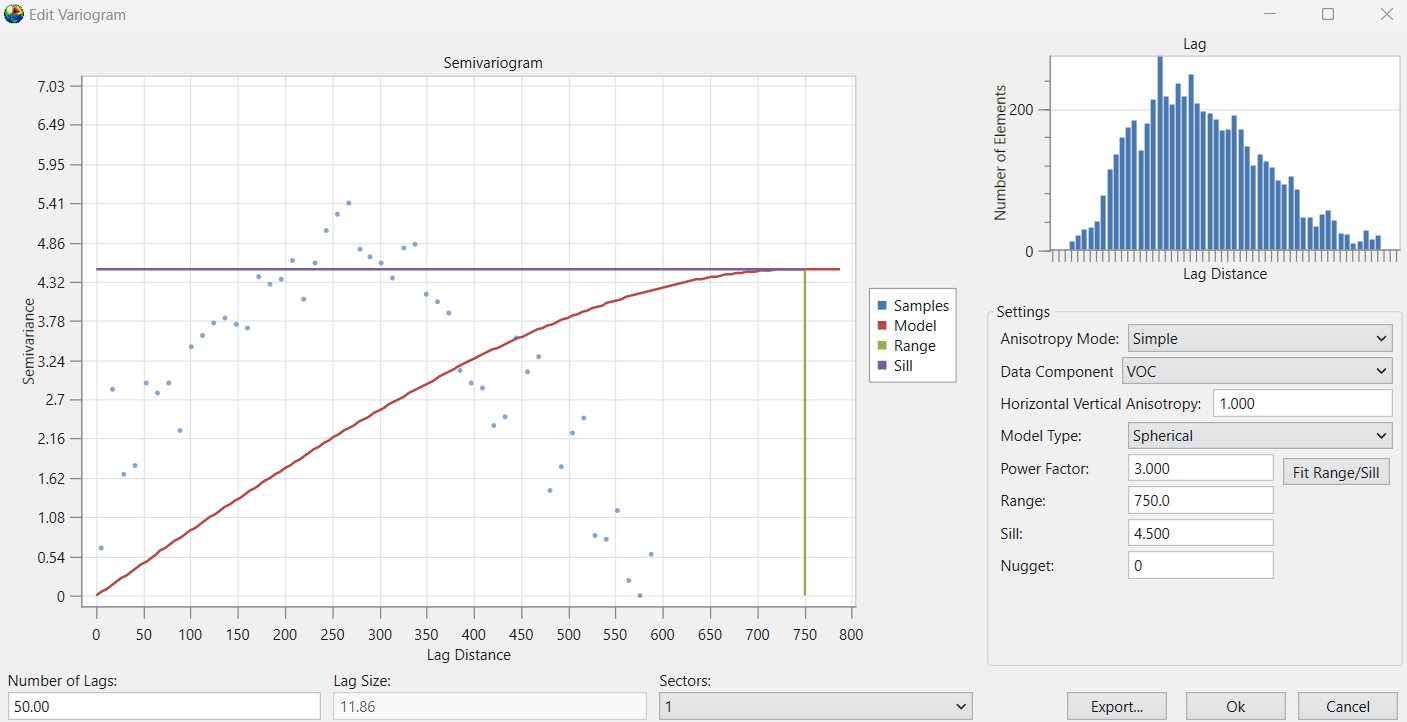 Edit Variogram
Semivariogram
7.03
6.49
5.95
5.41
4.86
4.32
3.78
3.24
2.7
2.16
1.62
1.08
0.54
0
Semivariance
0 50 100 150 200 250 300 350 400 450 500 550 600 650 700 750 800
Lag Distance
Samples
Model
Range
Sill
Lag
Number of Elements
200
0
Lag Distance
Settings
Anisotropy Mode: Simple
Data Component VOC
Horizontal Vertical Anisotropy: 1.000
Model Type: Spherical
Power Factor: 3.000 Fit Range/Sill
Range: 750.0
Sill: 4.500
Nugget: 0
Number of Lags: Lag Size: Sectors:
50.00 11.86 1 Export... Ok Cancel